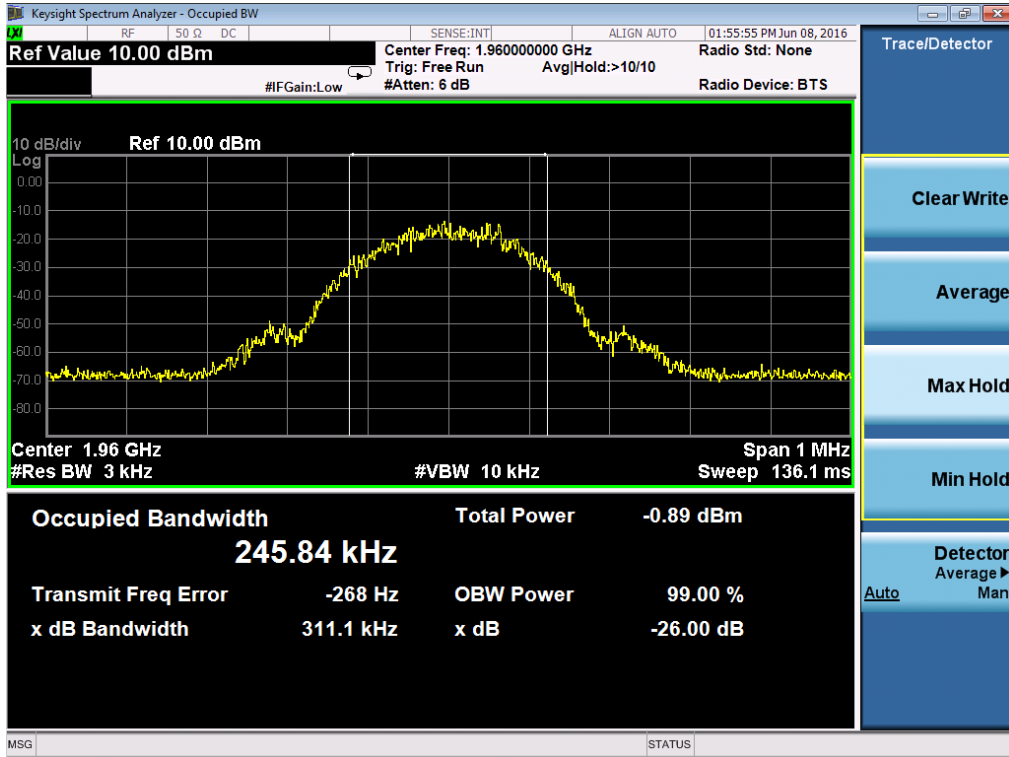 Keysight Spectrum Analyzer - Occupied BW
LXI RF 50 Ω DC SENSE:INT ALIGN AUTO 01:55:55 PM Jun 08, 2016
Ref Value 10.00 dBm
Center Freq: 1.960000000 GHz
Radio Std: None
Trig: Free Run
Avg|Hold:>10/10
#IFGain:Low
#Atten: 6 dB
Radio Device: BTS
10 dB/div
Ref 10.00 dBm
Log
0.00
-10.0
-20.0
-30.0
-40.0
-50.0
-60.0
-70.0
-80.0
Center 1.96 GHz
Span 1 MHz
#Res BW 3 kHz
#VBW 10 kHz
Sweep 136.1 ms
Occupied Bandwidth
Total Power
-0.89 dBm
245.84 kHz
Transmit Freq Error
-268 Hz
OBW Power
99.00 %
x dB Bandwidth
311.1 kHz
x dB
-26.00 dB
Trace/Detector
Clear Write
Average
Max Hold
Min Hold
Detector
Average
Auto
Man
MSG
STATUS